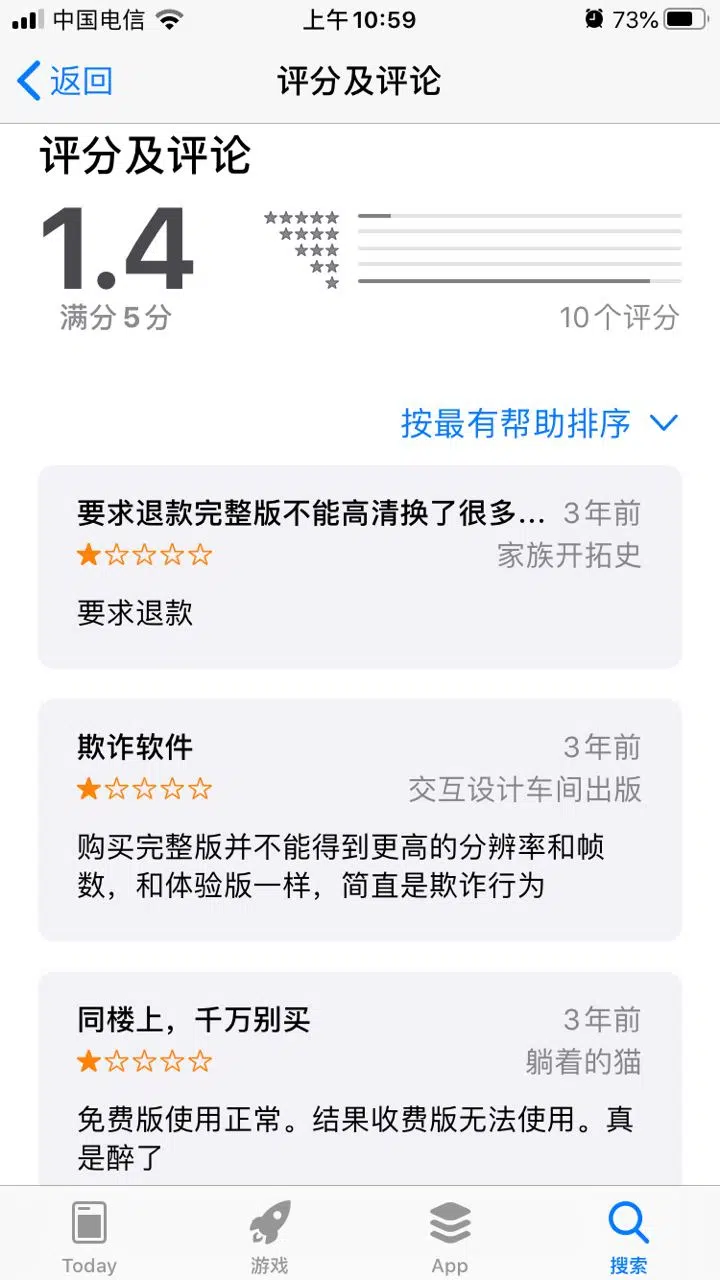 中国电信 上午10:59 73%
返回 评分及评论
评分及评论
1.4
满分5分 10个评分
按最有帮助排序
要求退款完整版不能高清换了很多... 3年前
家族开拓史
要求退款
欺诈软件 3年前
交互设计车间出版
购买完整版并不能得到更高的分辨率和帧
数，和体验版一样，简直是欺诈行为
同楼上，千万别买 3年前
躺着的猫
免费版使用正常。结果收费版无法使用。真
是醉了
Today 游戏 App 搜索